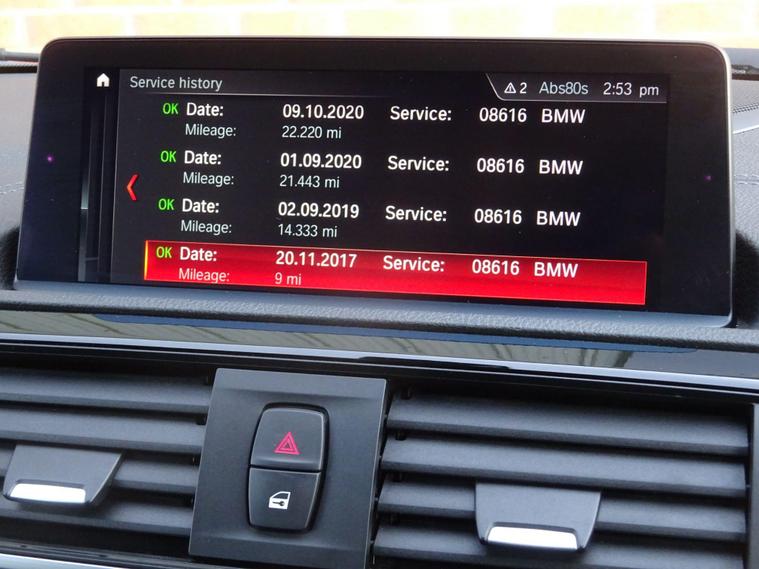 Service history 2 Abs80s 2:53 pm
OK Date: 09.10.2020 Service: 08616 BMW
Mileage: 22.220 mi
OK Date: 01.09.2020 Service: 08616 BMW
Mileage: 21.443 mi
OK Date: 02.09.2019 Service: 08616 BMW
Mileage: 14.333 mi
OK Date: 20.11.2017 Service: 08616 BMW
Mileage: 9 mi